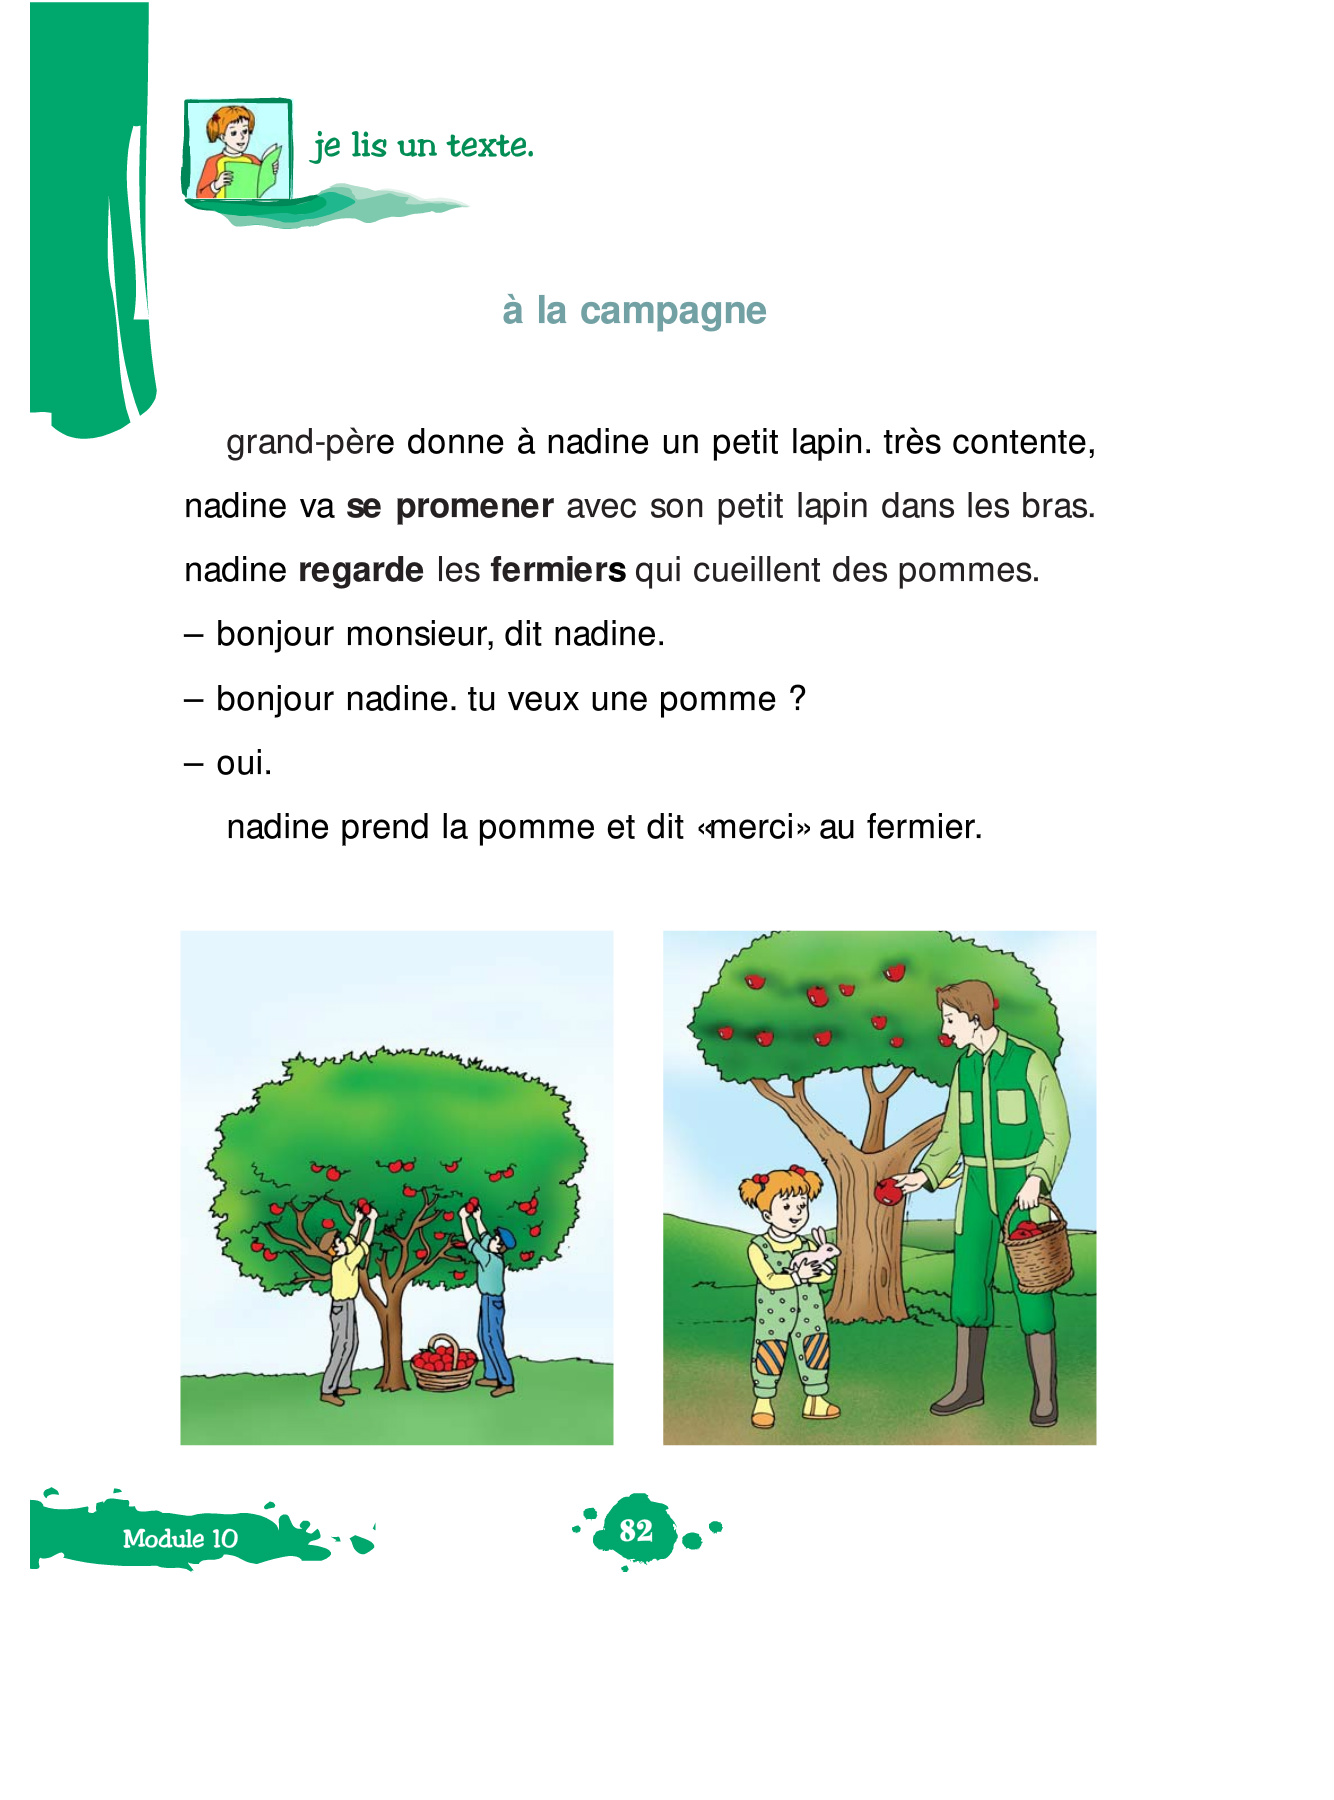 je lis un texte.
à la campagne
grand-père donne à nadine un petit lapin. très contente,
nadine va se promener avec son petit lapin dans les bras.
nadine regarde les fermiers qui cueillent des pommes.
– bonjour monsieur, dit nadine.
– bonjour nadine. tu veux une pomme ?
– oui.
nadine prend la pomme et dit «merci» au fermier.
Module 10
82